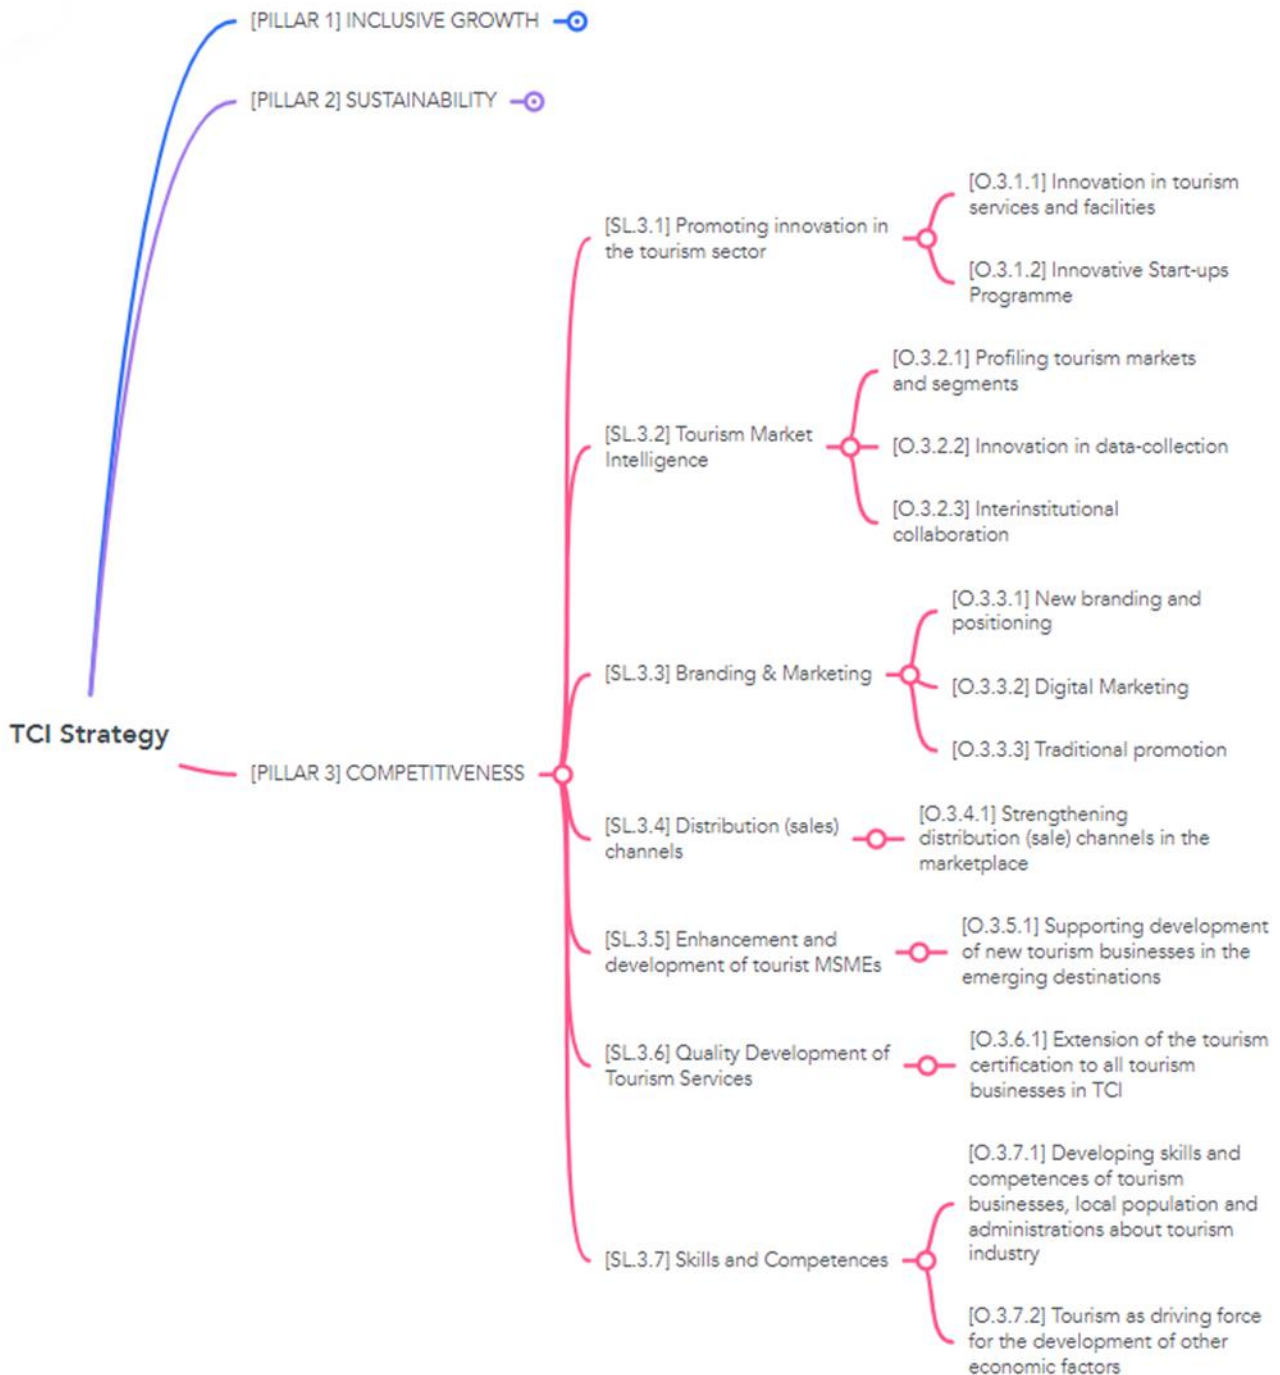 [PILLAR 1] INCLUSIVE GROWTH
[PILLAR 2] SUSTAINABILITY
TCI Strategy
[PILLAR 3] COMPETITIVENESS
[SL.3.1] Promoting innovation in
the tourism sector
[O.3.1.1] Innovation in tourism
services and facilities
[O.3.1.2] Innovative Start-ups
Programme
[SL.3.2] Tourism Market
Intelligence
[O.3.2.1] Profiling tourism markets
and segments
[O.3.2.2] Innovation in data-collection
[O.3.2.3] Interinstitutional
collaboration
[SL.3.3] Branding & Marketing
[O.3.3.1] New branding and
positioning
[O.3.3.2] Digital Marketing
[O.3.3.3] Traditional promotion
[SL.3.4] Distribution (sales)
channels
[O.3.4.1] Strengthening
distribution (sale) channels in the
marketplace
[SL.3.5] Enhancement and
development of tourist MSMEs
[O.3.5.1] Supporting development
of new tourism businesses in the
emerging destinations
[SL.3.6] Quality Development of
Tourism Services
[O.3.6.1] Extension of the tourism
certification to all tourism
businesses in TCI
[SL.3.7] Skills and Competences
[O.3.7.1] Developing skills and
competences of tourism
businesses, local population and
administrations about tourism
industry
[O.3.7.2] Tourism as driving force
for the development of other
economic factors